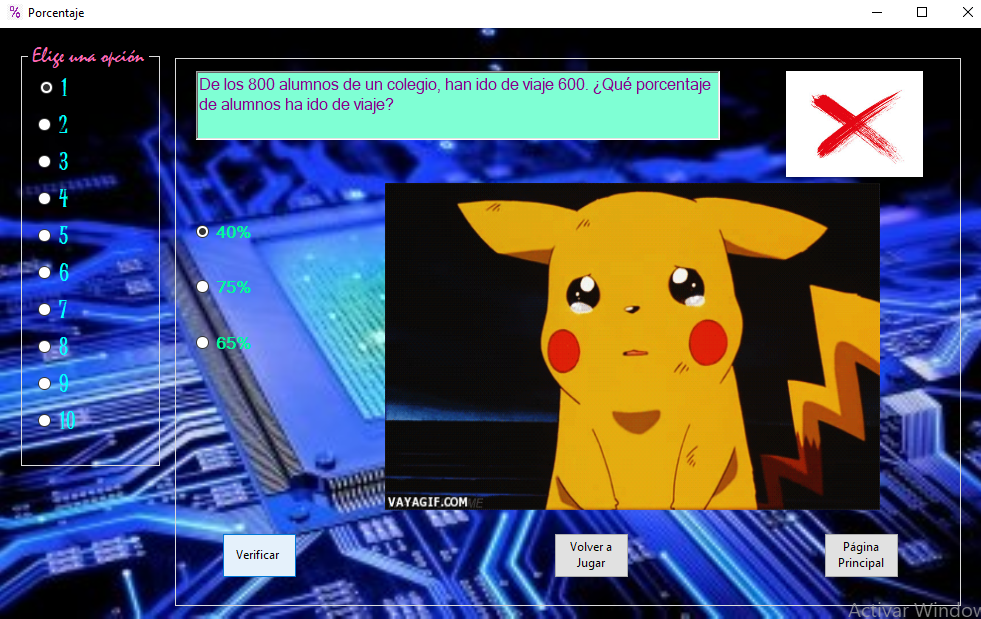 Porcentaje
Elige una opción
1
2
3
4
5
6
7
8
9
10
De los 800 alumnos de un colegio, han ido de viaje 600. ¿Qué porcentaje
de alumnos ha ido de viaje?
40%
75%
65%
VAYAGIF.COM
Verificar
Volver a
Jugar
Página
Principal
Activar Window